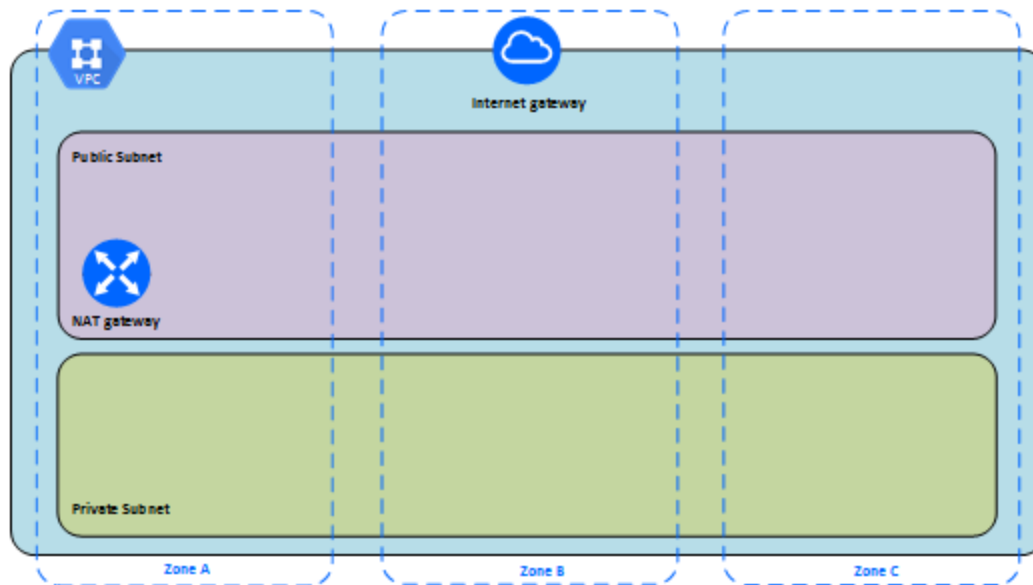 VPC
Internet gateway
Public Subnet
NAT gateway
Private Subnet
Zone A
Zone B
Zone C